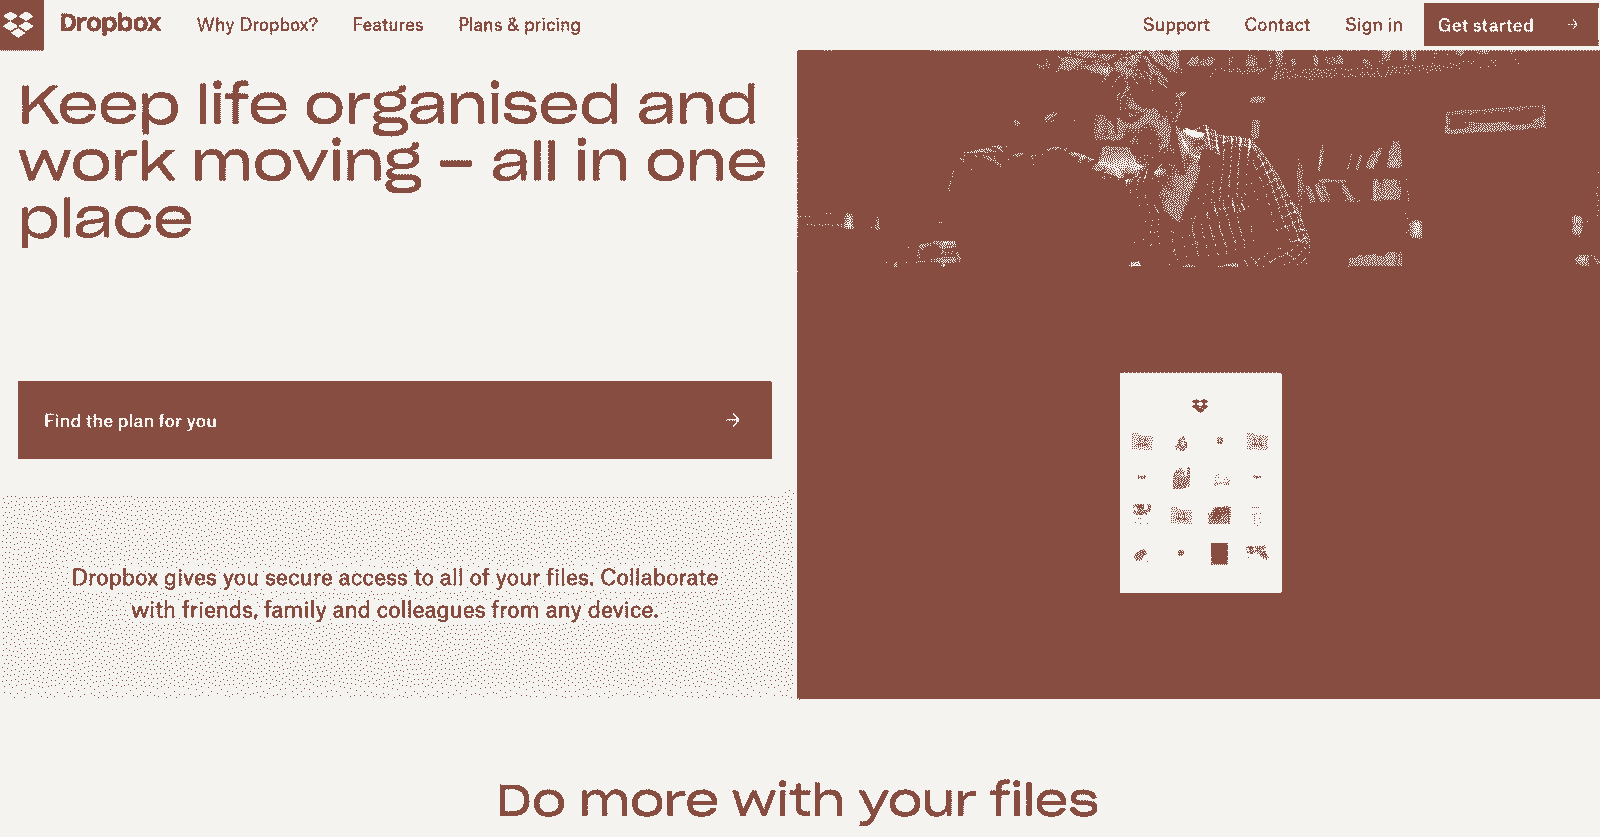 Dropbox
Why Dropbox?
Features
Plans & pricing
Support
Contact
Sign in
Get started
Keep life organised and
work moving – all in one
place
Find the plan for you
Dropbox gives you secure access to all of your files. Collaborate
with friends, family and colleagues from any device.
Do more with your files